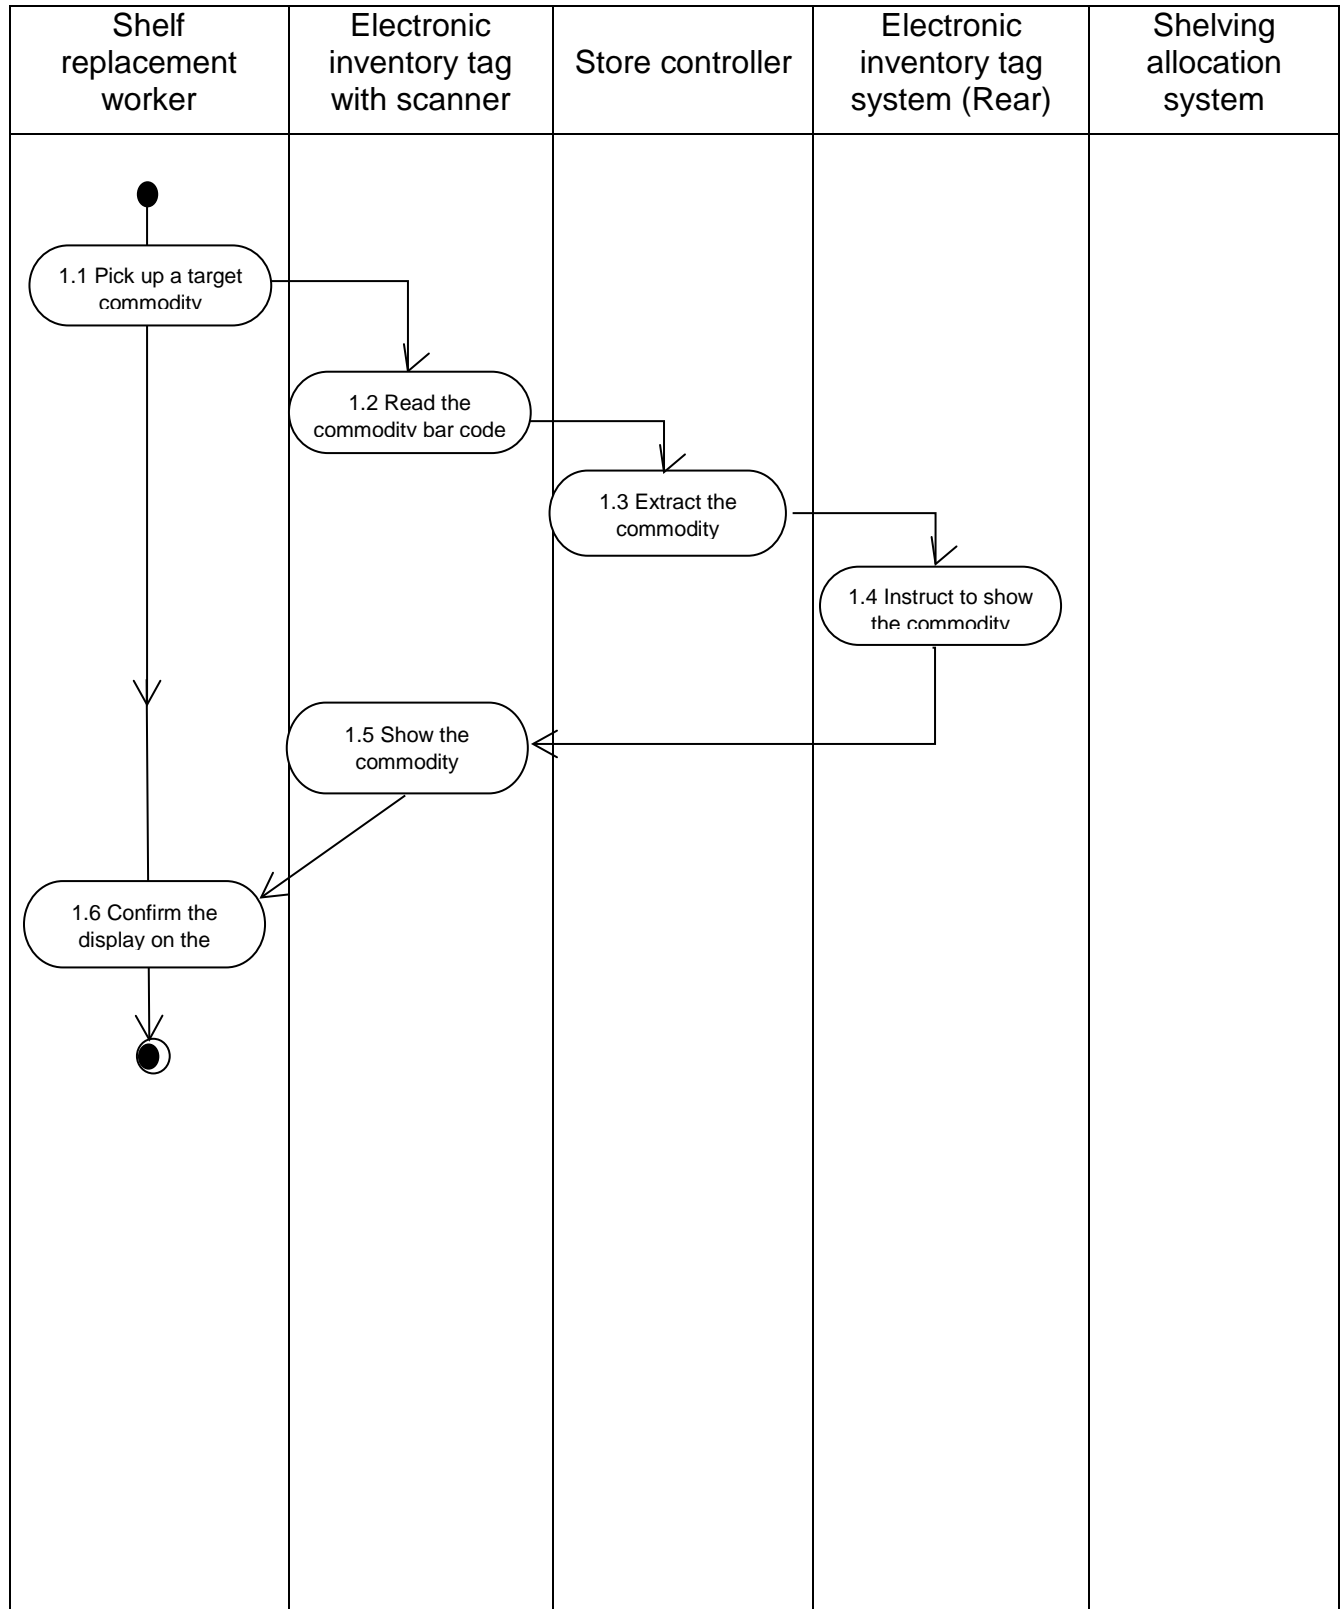 Shelf
replacement
worker
Electronic
inventory tag
with scanner
Store controller
Electronic
inventory tag
system (Rear)
Shelving
allocation
system
1.1 Pick up a target
commodity
1.2 Read the
commodity bar code
1.3 Extract the
commodity
1.4 Instruct to show
the commodity
1.5 Show the
commodity
1.6 Confirm the
display on the